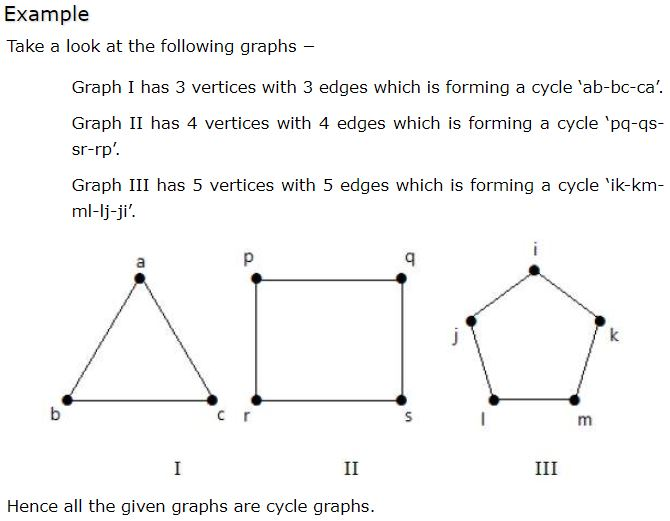 Example
Take a look at the following graphs −
Graph I has 3 vertices with 3 edges which is forming a cycle ‘ab-bc-ca’.
Graph II has 4 vertices with 4 edges which is forming a cycle ‘pq-qs-
sr-rp’.
Graph III has 5 vertices with 5 edges which is forming a cycle ‘ik-km-
ml-lj-ji’.
a p q i
j k
b c r s l m
I II III
Hence all the given graphs are cycle graphs.